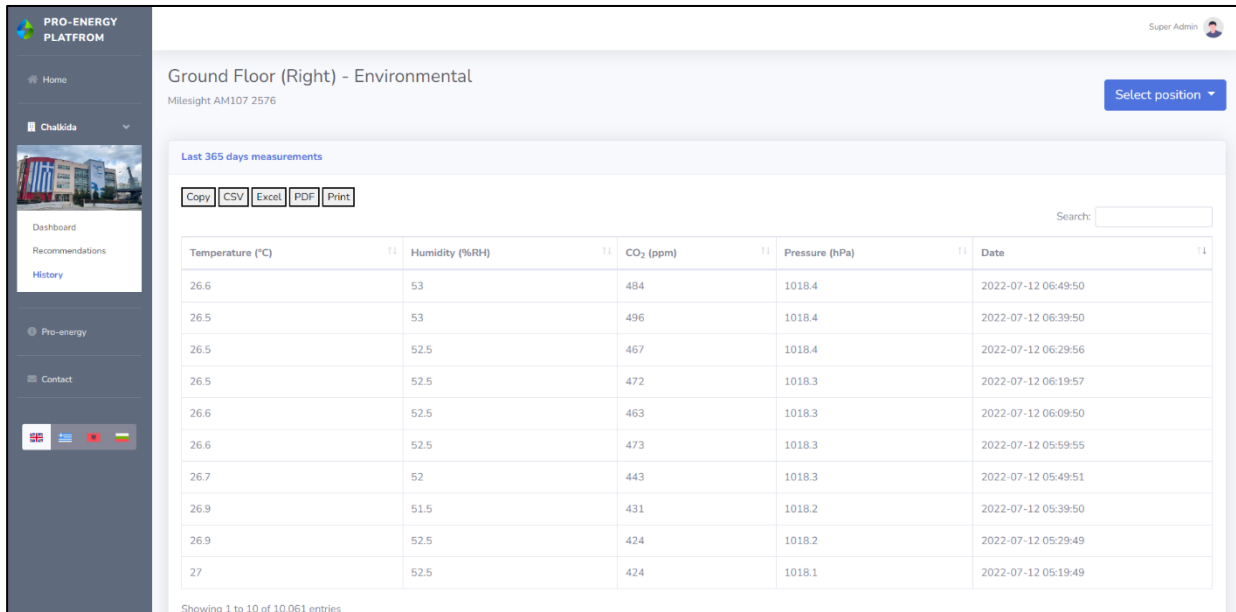 PRO-ENERGY
PLATFROM
Super Admin
Home
Ground Floor (Right) - Environmental
Milesight AM107 2576
Select position
Chalkida
Last 365 days measurements
Copy CSV Excel PDF Print
Search:
Dashboard
Recommendations
History
Temperature (°C) Humidity (%RH) CO₂ (ppm) Pressure (hPa) Date
26.6 53 484 1018.4 2022-07-12 06:49:50
26.5 53 496 1018.4 2022-07-12 06:39:50
26.5 52.5 467 1018.4 2022-07-12 06:29:56
26.5 52.5 472 1018.3 2022-07-12 06:19:57
26.6 52.5 463 1018.3 2022-07-12 06:09:50
26.6 52.5 473 1018.3 2022-07-12 05:59:55
26.7 52 443 1018.3 2022-07-12 05:49:51
26.9 51.5 431 1018.2 2022-07-12 05:39:50
26.9 52.5 424 1018.2 2022-07-12 05:29:49
27 52.5 424 1018.1 2022-07-12 05:19:49
Pro-energy
Contact
Showing 1 to 10 of 10,061 entries